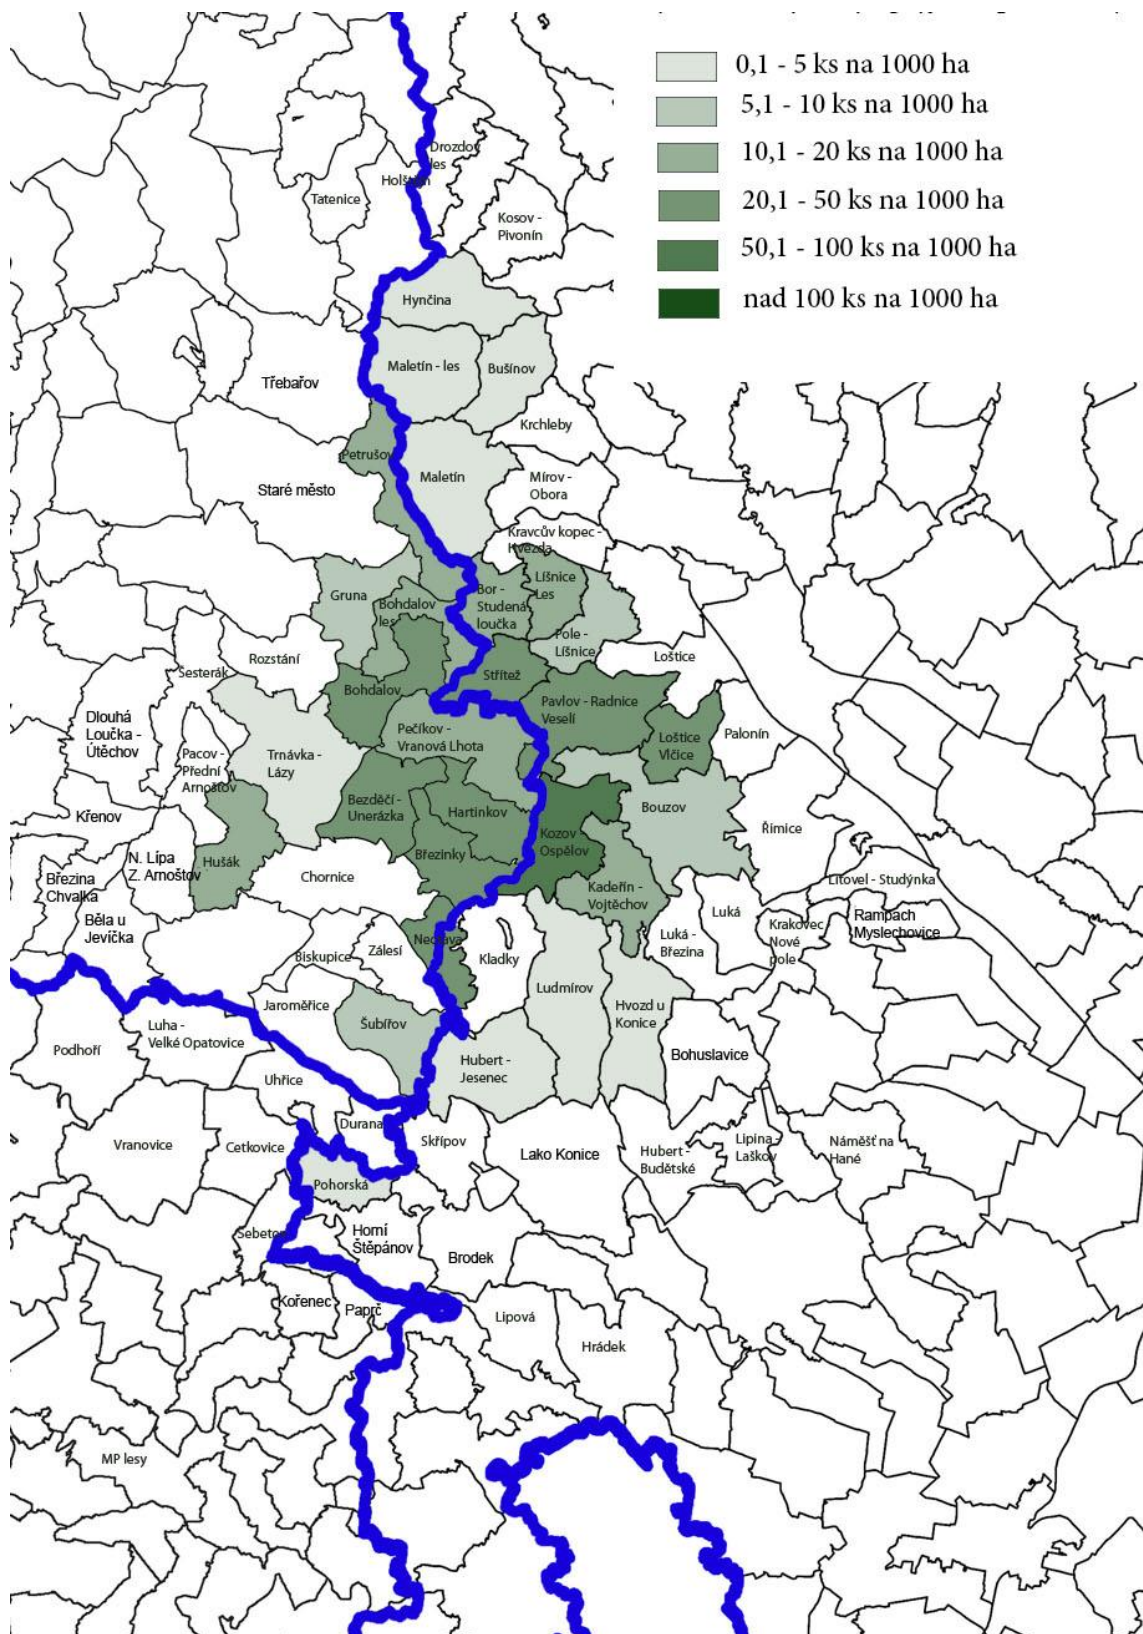 0,1 - 5 ks na 1000 ha
5,1 - 10 ks na 1000 ha
10,1 - 20 ks na 1000 ha
20,1 - 50 ks na 1000 ha
50,1 - 100 ks na 1000 ha
nad 100 ks na 1000 ha
Drozdov
les
Holštejn
Tatenice
Kosov -
Pivonín
Hynčina
Maletín - les
Bušínov
Třebařov
Krchleby
Petrušov
Maletín
Mírov -
Obora
Staré město
Kravcův kopec -
Hvězda
Gruna
Bohdalov
les
Bor -
Studená
loučka
Líšnice
Les
Pole -
Líšnice
Rozstání
Šesterák
Loštice
Bohdalov
Střítež
Pavlov - Radnice
Veselí
Dlouhá
Loučka -
Útěchov
Pacov -
Přední
Arnoštov
Trnávka -
Lázy
Pečíkov -
Vranová Lhota
Loštice
Vlčice
Palonín
Křenov
Bezděčí -
Unerázka
Hartinkov
Bouzov
Římice
Březinky
Kozov
Ospělov
N. Lípa
Z. Arnoštov
Hušák
Březina
Chvalka
Chornice
Kadeřín -
Vojtěchov
Litovel - Studýnka
Běla u
Jevíčka
Luká
Krakovec
Nové
pole
Rampach
Myslechovice
Biskupice
Zálesí
Kladky
Luká -
Březina
Jaroměřice
Ludmírov
Hvozd u
Konice
Šubířov
Podhoří
Luha -
Velké Opatovice
Hubert -
Jesenec
Bohuslavice
Uhřice
Durana
Vranovice
Cetkovice
Skřípov
Lako Konice
Hubert -
Budětské
Lipina -
Laškov
Náměšť na
Hané
Pohorská
Horní
Štěpánov
Brodek
Kořenec
Paprč
Lipová
Hrádek
MP lesy